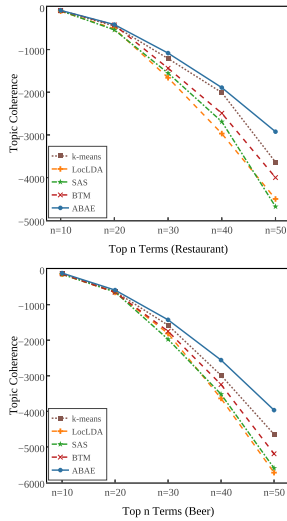 0
−1000
−2000
−3000
−4000
−5000
Topic Coherence
k-means
LocLDA
SAS
BTM
ABAE
n=10 n=20 n=30 n=40 n=50
Top n Terms (Restaurant)
0
−1000
−2000
−3000
−4000
−5000
−6000
Topic Coherence
k-means
LocLDA
SAS
BTM
ABAE
n=10 n=20 n=30 n=40 n=50
Top n Terms (Beer)